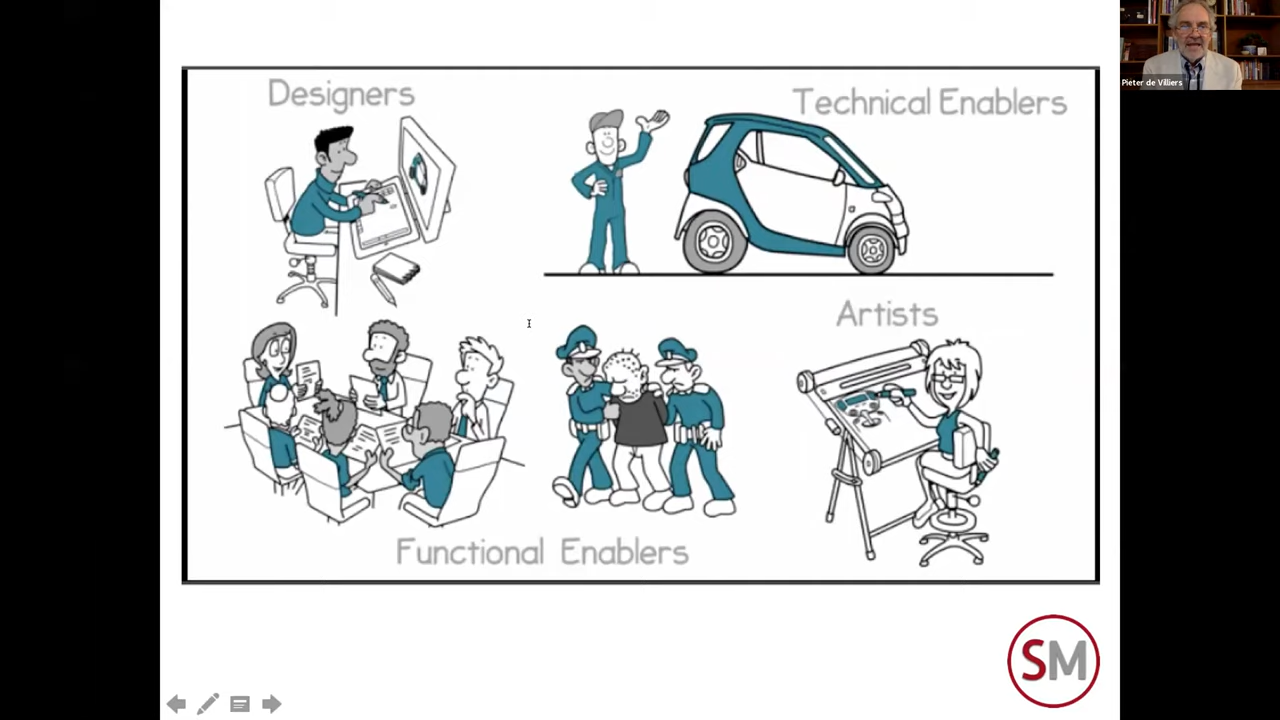 Designers
Technical Enablers
Artists
Functional Enablers
SM
Pieter de Villiers